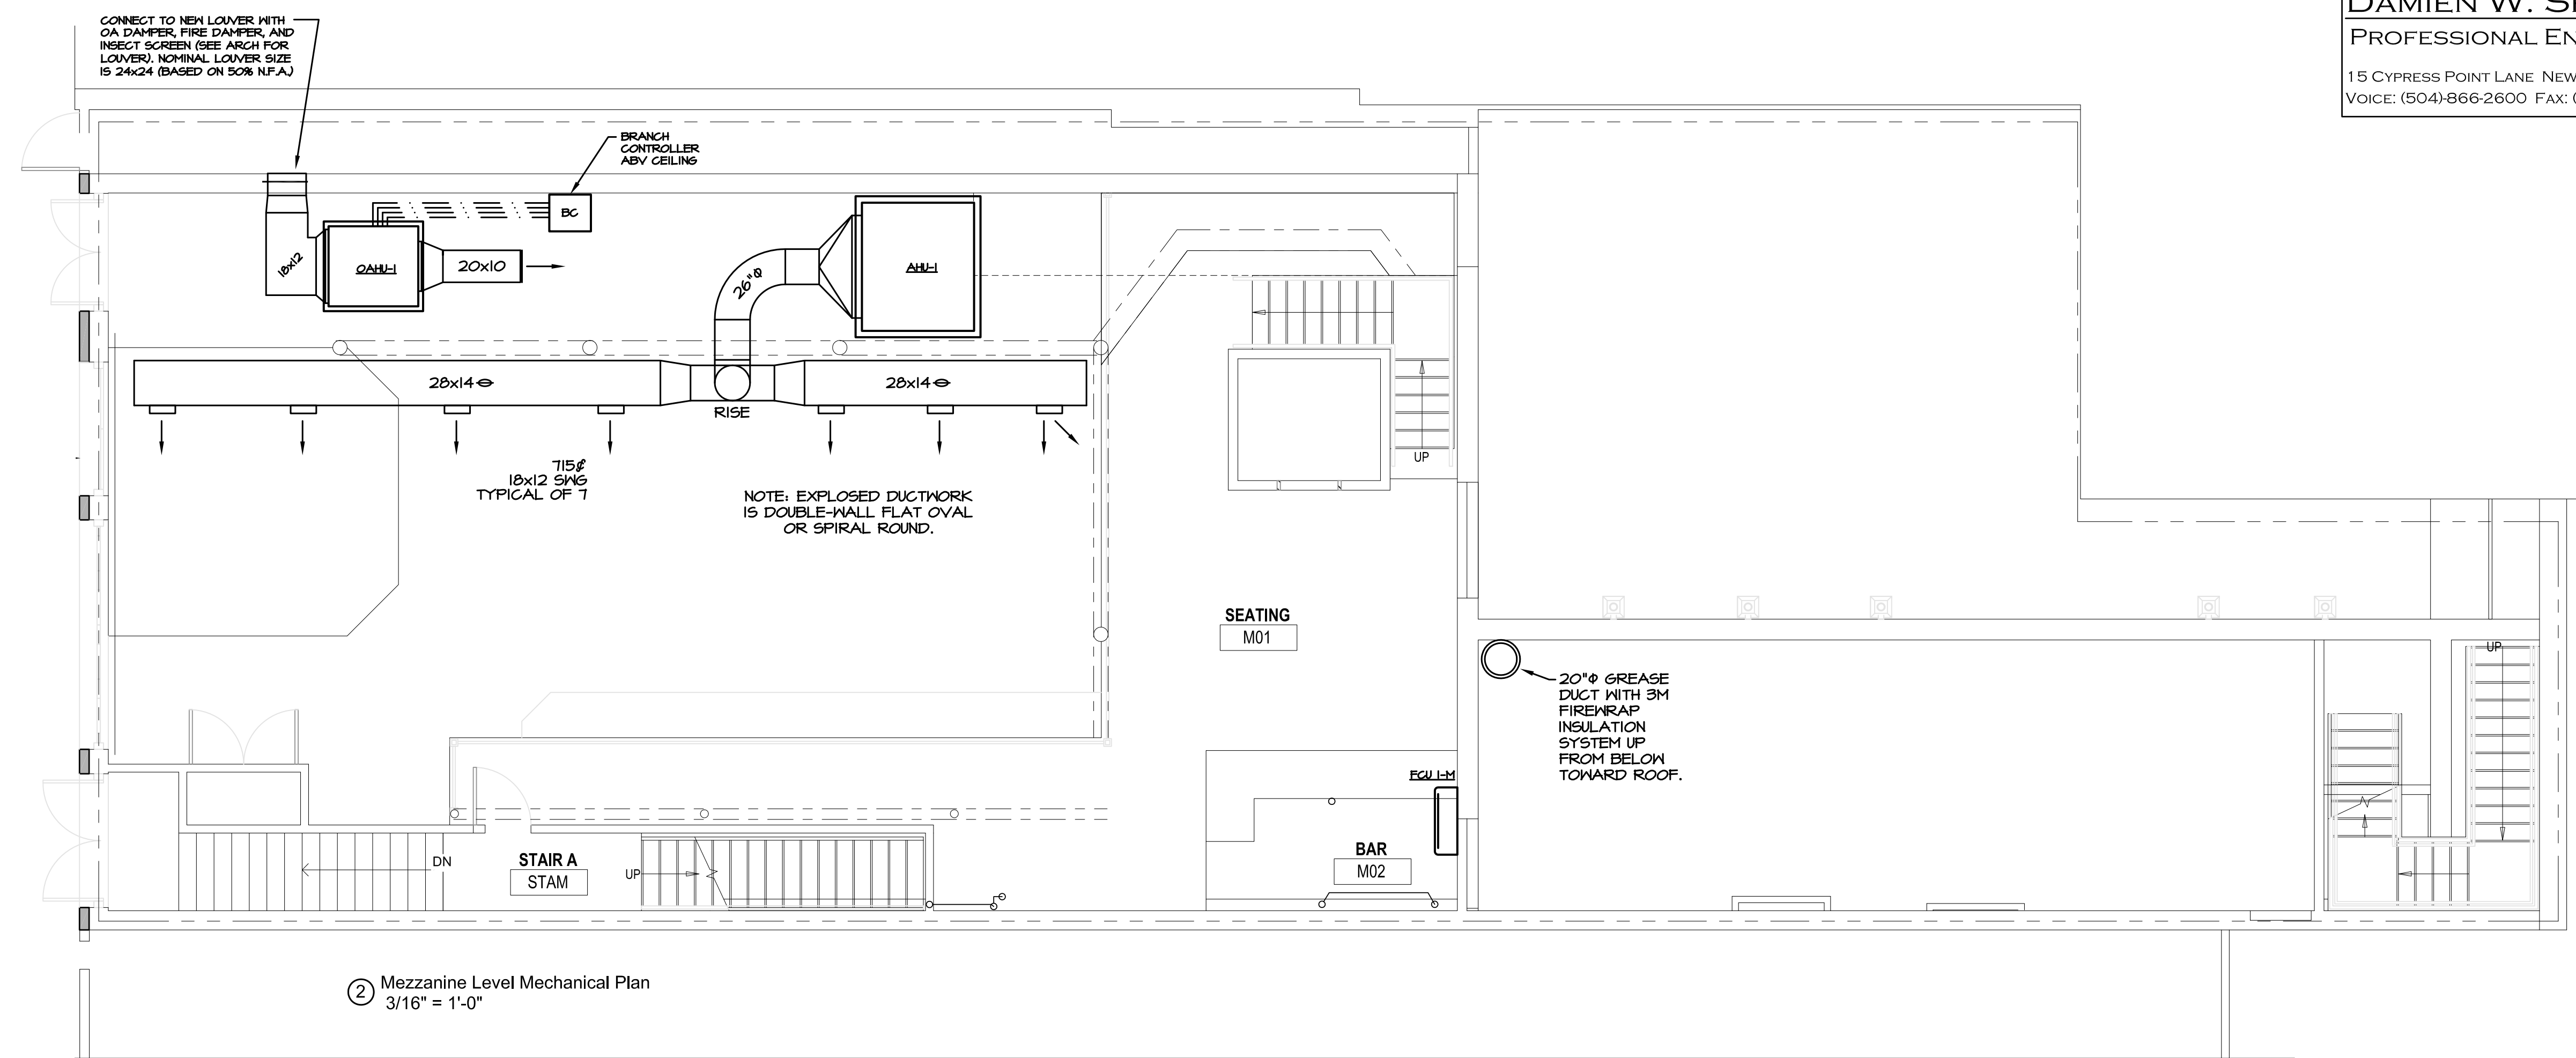 CONNECT TO NEW LOUVER WITH
OA DAMPER, FIRE DAMPER, AND
INSECT SCREEN (SEE ARCH FOR
LOUVER). NOMINAL LOUVER SIZE
IS 24x24 (BASED ON 50% N.F.A.)
DAMIEN W.
PROFESSIONAL
15 CYPRESS POINT LANE NEW
VOICE: (504)-866-2600 FAX: (
BRANCH
CONTROLLER
ABV CEILING
BC
18x12
OAHU-1
20x10
26"Φ
AHU-1
28x14⊖
28x14⊖
RISE
715₵
18x12 SWG
TYPICAL OF 7
NOTE: EXPLOSED DUCTWORK
IS DOUBLE-WALL FLAT OVAL
OR SPIRAL ROUND.
UP
SEATING
M01
UP
20"Φ GREASE
DUCT WITH 3M
FIREWRAP
INSULATION
SYSTEM UP
FROM BELOW
TOWARD ROOF.
FCU 1-M
DN
STAIR A
STAM
UP
BAR
M02
2
Mezzanine Level Mechanical Plan
3/16" = 1'-0"